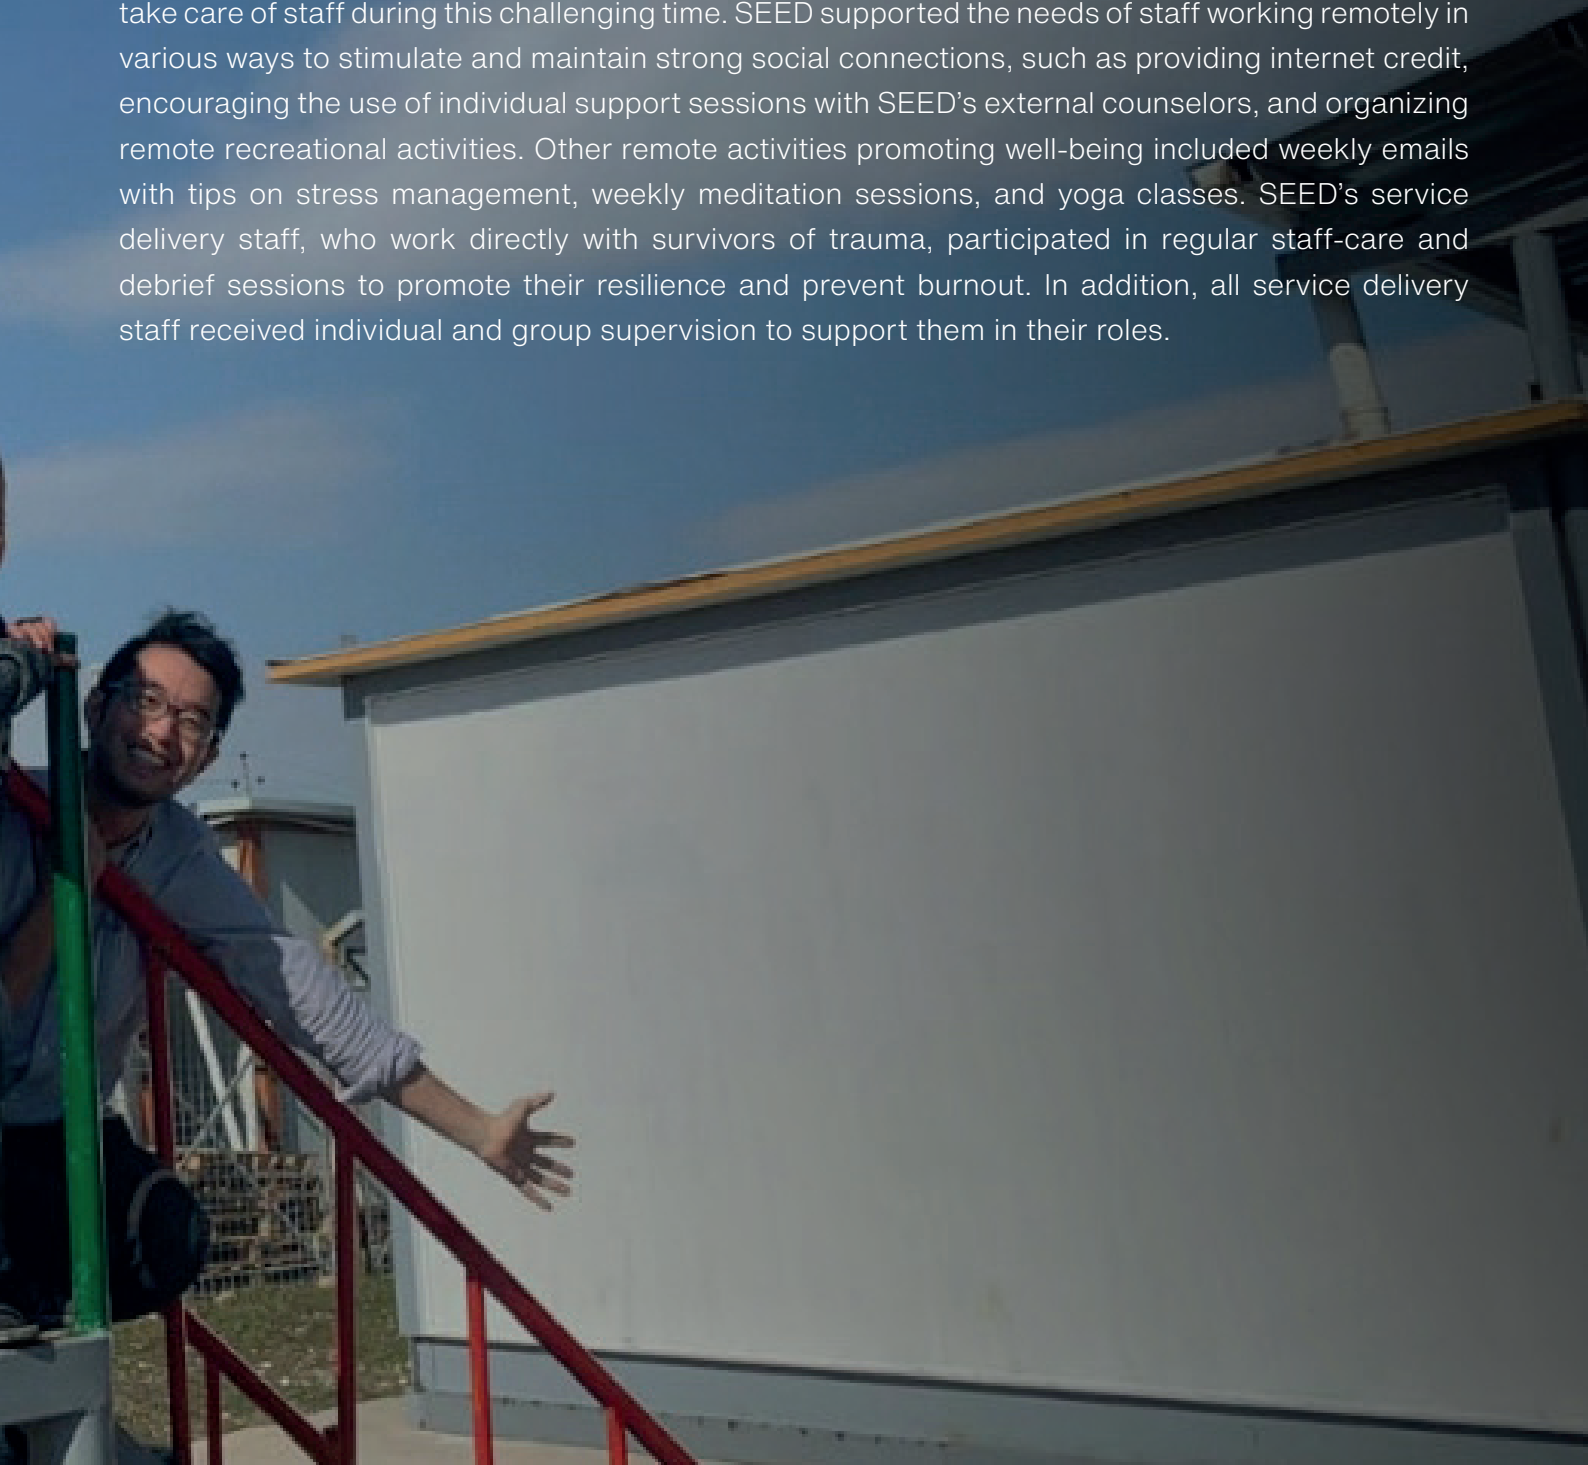 take care of staff during this challenging time. SEED supported the needs of staff working remotely in
various ways to stimulate and maintain strong social connections, such as providing internet credit,
encouraging the use of individual support sessions with SEED’s external counselors, and organizing
remote recreational activities. Other remote activities promoting well-being included weekly emails
with tips on stress management, weekly meditation sessions, and yoga classes. SEED’s service
delivery staff, who work directly with survivors of trauma, participated in regular staff-care and
debrief sessions to promote their resilience and prevent burnout. In addition, all service delivery
staff received individual and group supervision to support them in their roles.